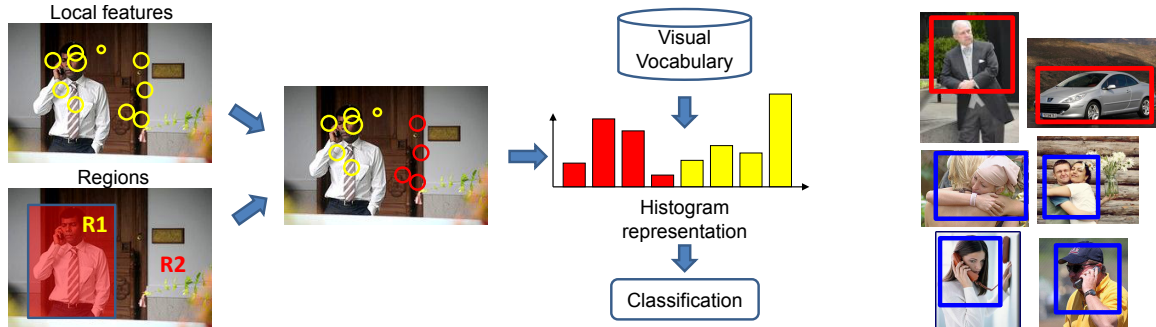 Local features
Regions
R1
R2
Visual
Vocabulary
Histogram
representation
Classification